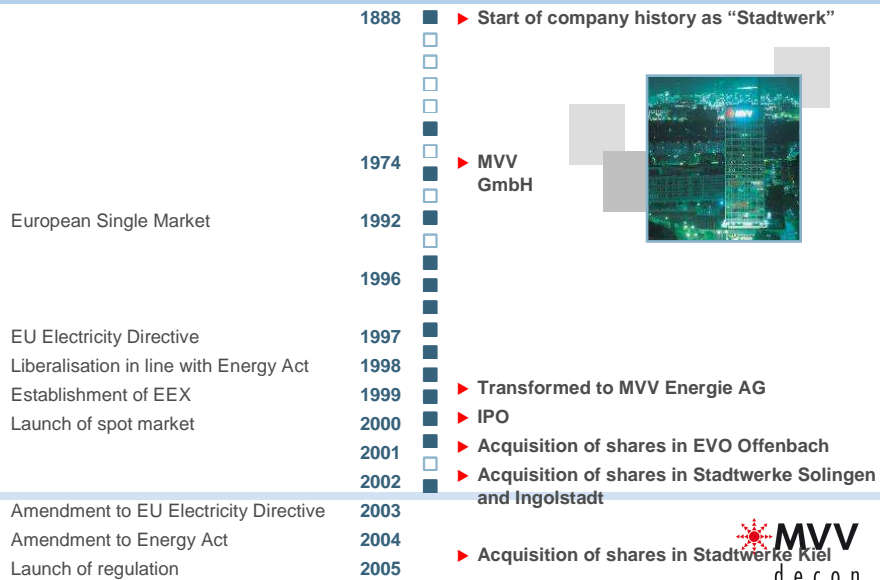 1888 ▶ Start of company history as “Stadtwerk”
MVV
1974 ▶ MVV
GmbH
European Single Market 1992
1996
EU Electricity Directive 1997
Liberalisation in line with Energy Act 1998
Establishment of EEX 1999 ▶ Transformed to MVV Energie AG
Launch of spot market 2000 ▶ IPO
2001 ▶ Acquisition of shares in EVO Offenbach
2002 ▶ Acquisition of shares in Stadtwerke Solingen
and Ingolstadt
Amendment to EU Electricity Directive 2003
Amendment to Energy Act 2004
MVV
▶ Acquisition of shares in Stadtwerke Kiel
Launch of regulation 2005
decon